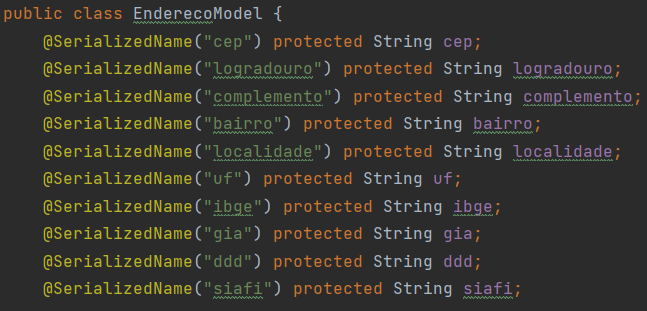 public class EnderecoModel {
@SerializedName("cep") protected String cep;
@SerializedName("logradouro") protected String logradouro;
@SerializedName("complemento") protected String complemento;
@SerializedName("bairro") protected String bairro;
@SerializedName("localidade") protected String localidade;
@SerializedName("uf") protected String uf;
@SerializedName("ibge") protected String ibge;
@SerializedName("gia") protected String gia;
@SerializedName("ddd") protected String ddd;
@SerializedName("siafi") protected String siafi;